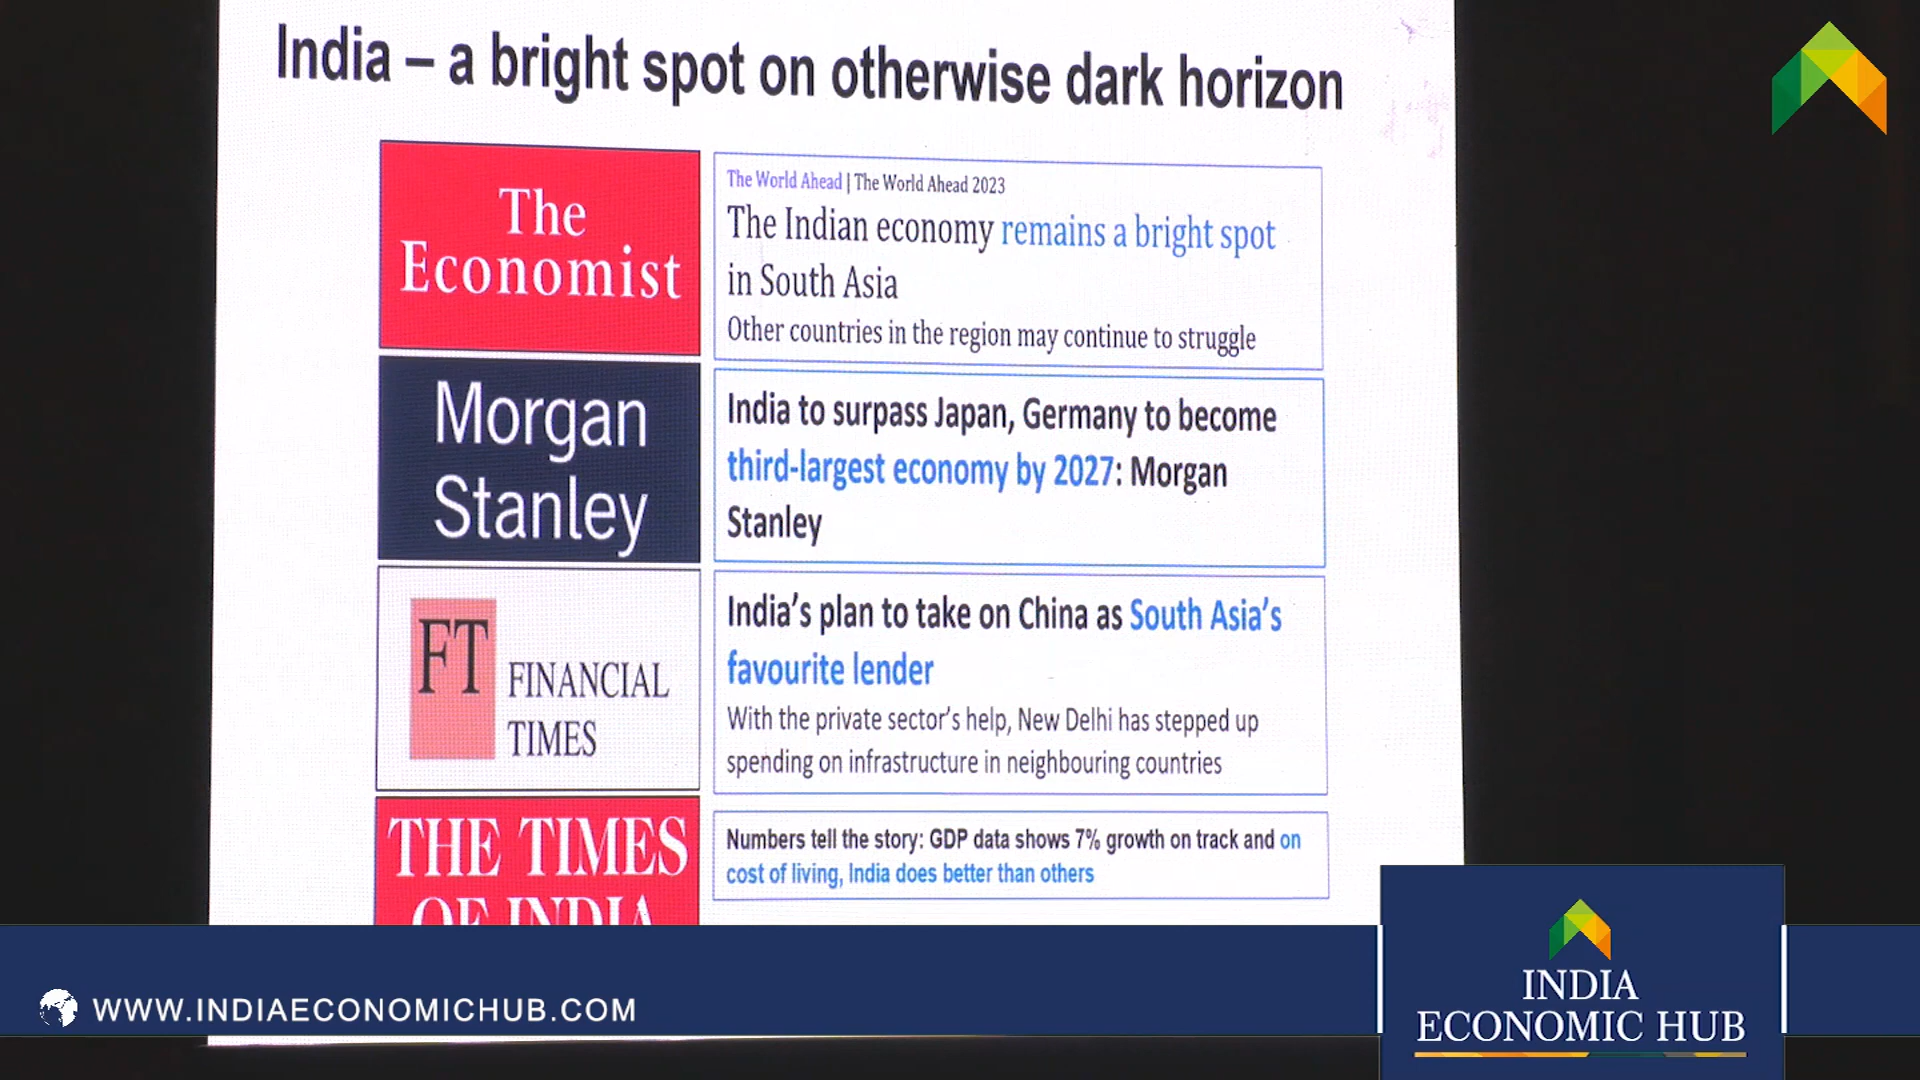 India – a bright spot on otherwise dark horizon
The
Economist
The World Ahead | The World Ahead 2023
The Indian economy remains a bright spot
in South Asia
Other countries in the region may continue to struggle
Morgan
Stanley
India to surpass Japan, Germany to become
third-largest economy by 2027: Morgan
Stanley
FT
FINANCIAL
TIMES
India's plan to take on China as South Asia's
favourite lender
With the private sector's help, New Delhi has stepped up
spending on infrastructure in neighbouring countries
THE TIMES
OF INDIA
Numbers tell the story: GDP data shows 7% growth on track and on
cost of living, India does better than others
WWW.INDIAECONOMICHUB.COM
INDIA
ECONOMIC HUB